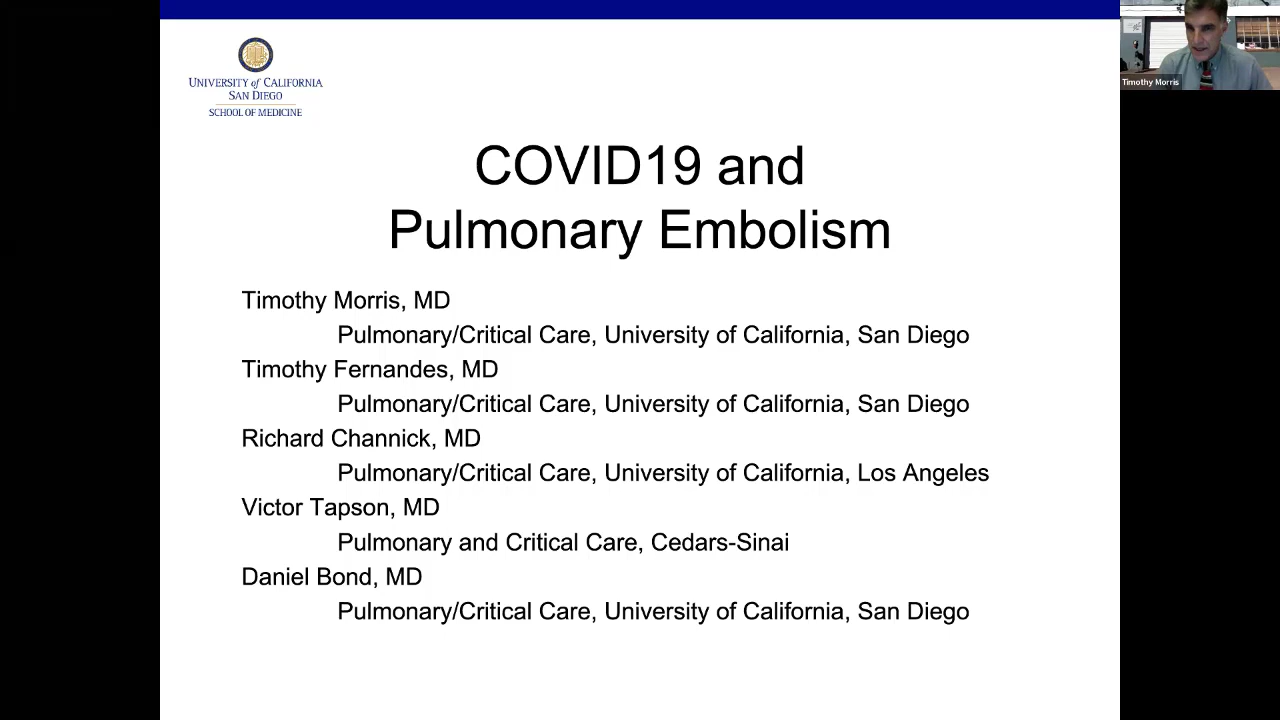 UNIVERSITY of CALIFORNIA
SAN DIEGO
SCHOOL OF MEDICINE
Timothy Morris
COVID19 and
Pulmonary Embolism
Timothy Morris, MD
Pulmonary/Critical Care, University of California, San Diego
Timothy Fernandes, MD
Pulmonary/Critical Care, University of California, San Diego
Richard Channick, MD
Pulmonary/Critical Care, University of California, Los Angeles
Victor Tapson, MD
Pulmonary and Critical Care, Cedars-Sinai
Daniel Bond, MD
Pulmonary/Critical Care, University of California, San Diego